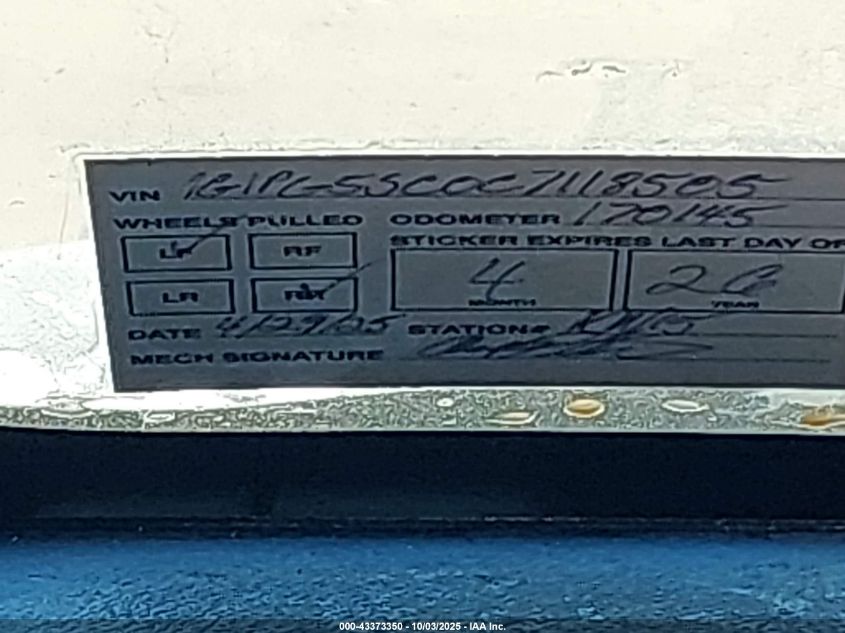 VIN 1G1PG5SC0C7118505
WHEELS PULLED ODOMETER 170145
LF RF STICKER EXPIRES LAST DAY OF
4 MONTH 26 YEAR
LR RR
DATE 4/29/25 STATION#
MECH SIGNATURE
000-43373350 - 10/03/2025 - IAA Inc.